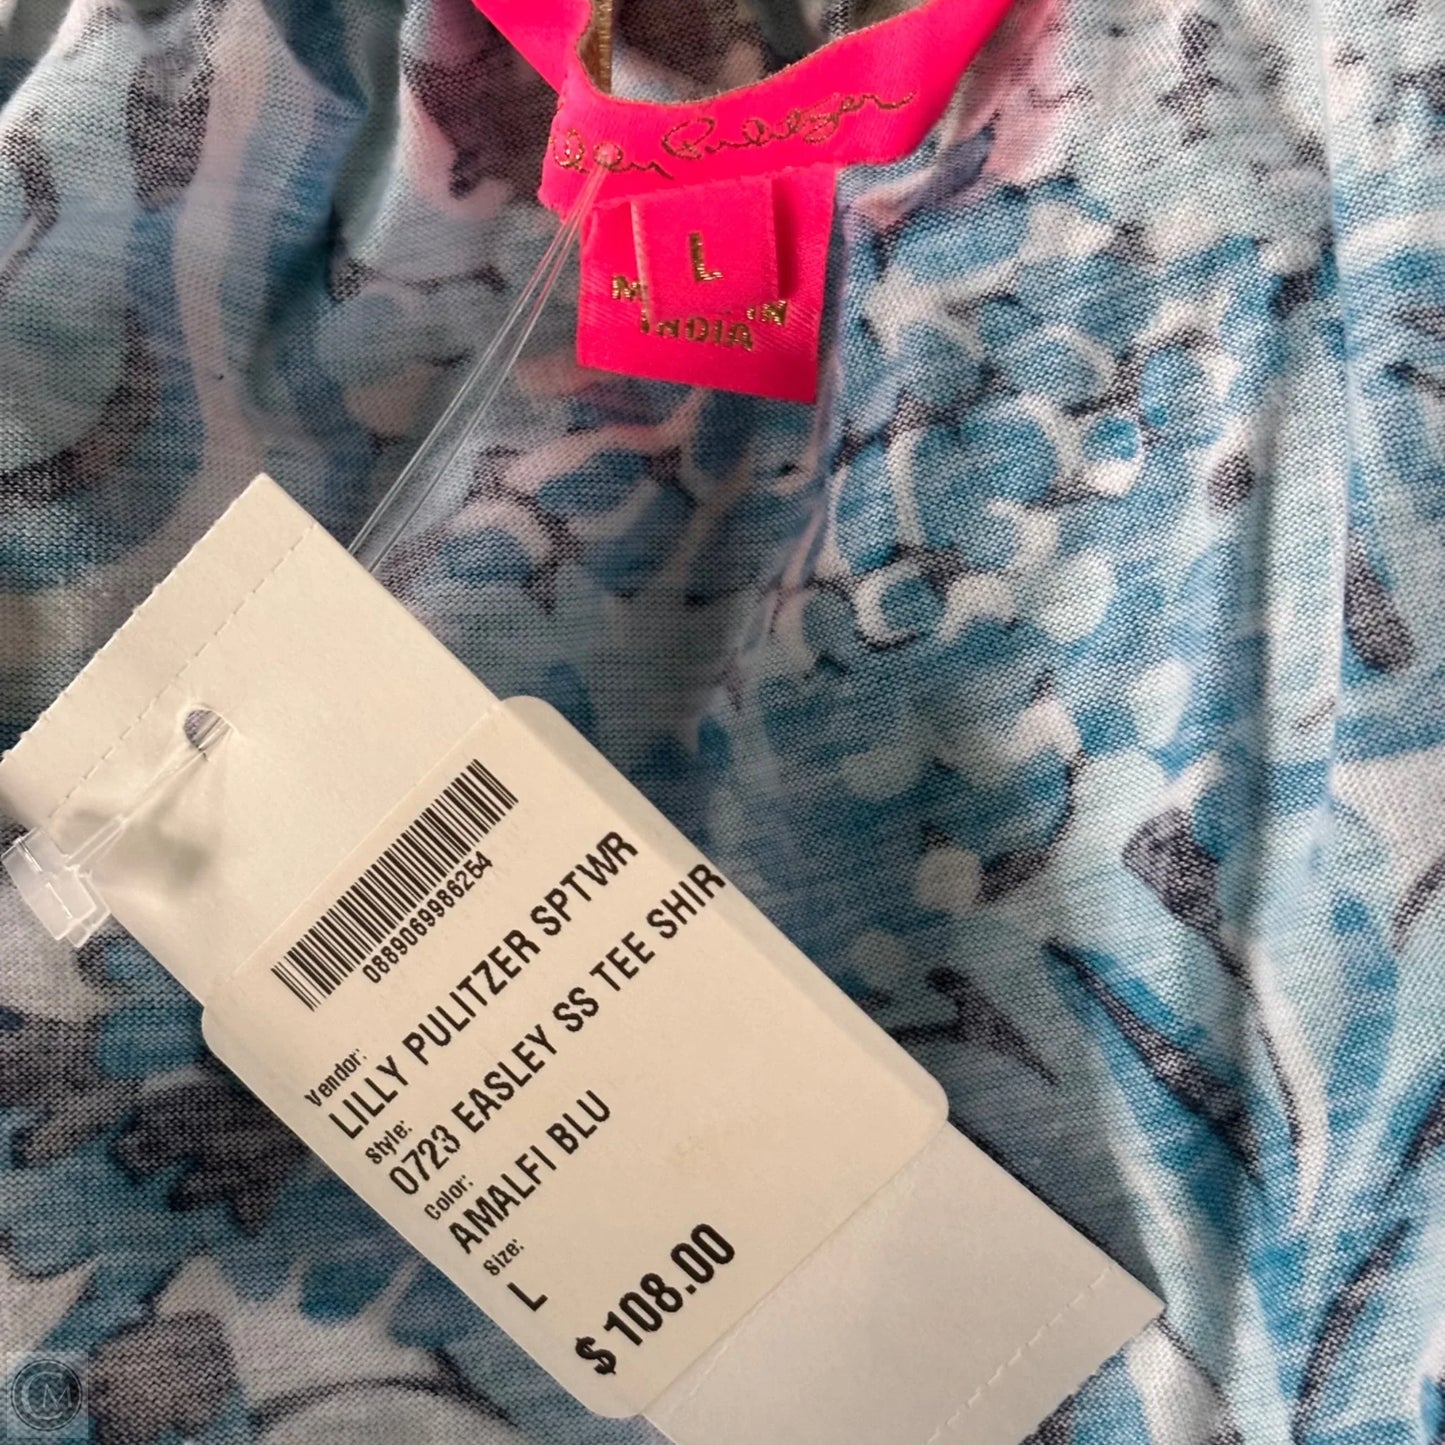 Lilly Pulitzer
L
IN
INDIA
0889069986254
Vendor:
LILLY PULITZER SPTWR
Style:
0723 EASLEY SS TEE SHIR
Color:
AMALFI BLU
Size:
L
$108.00
CM